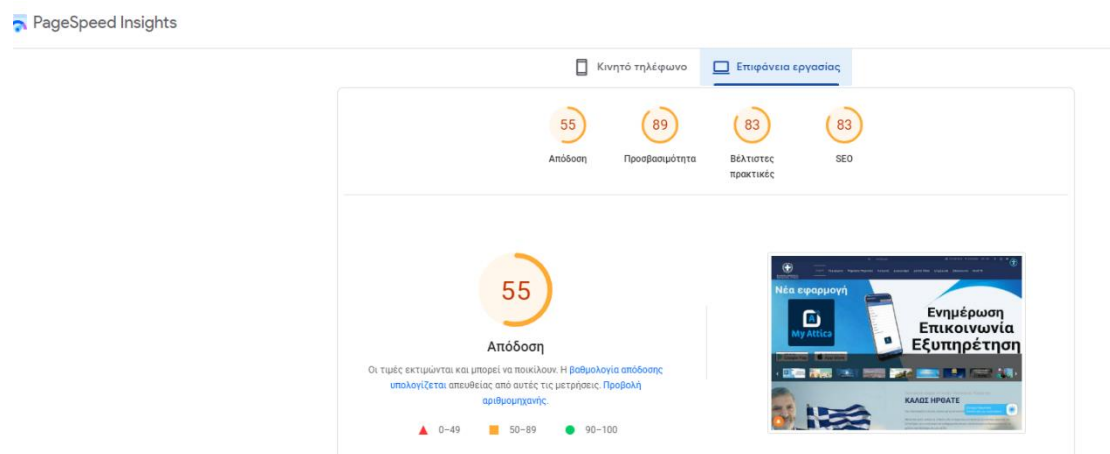 PageSpeed Insights
Κινητό τηλέφωνο
Επιφάνεια εργασίας
55
89
83
83
Απόδοση
Προσβασιμότητα
Βέλτιστες
πρακτικές
SEO
55
Απόδοση
Οι τιμές εκτιμώνται και μπορεί να ποικίλουν. Η βαθμολογία απόδοσης
υπολογίζεται απευθείας από αυτές τις μετρήσεις. Προβολή
αριθμομηχανής.
0–49
50–89
90–100
Νέα εφαρμογή
My Attica
Ενημέρωση
Επικοινωνία
Εξυπηρέτηση
ΚΑΛΩΣ ΗΡΘΑΤΕ